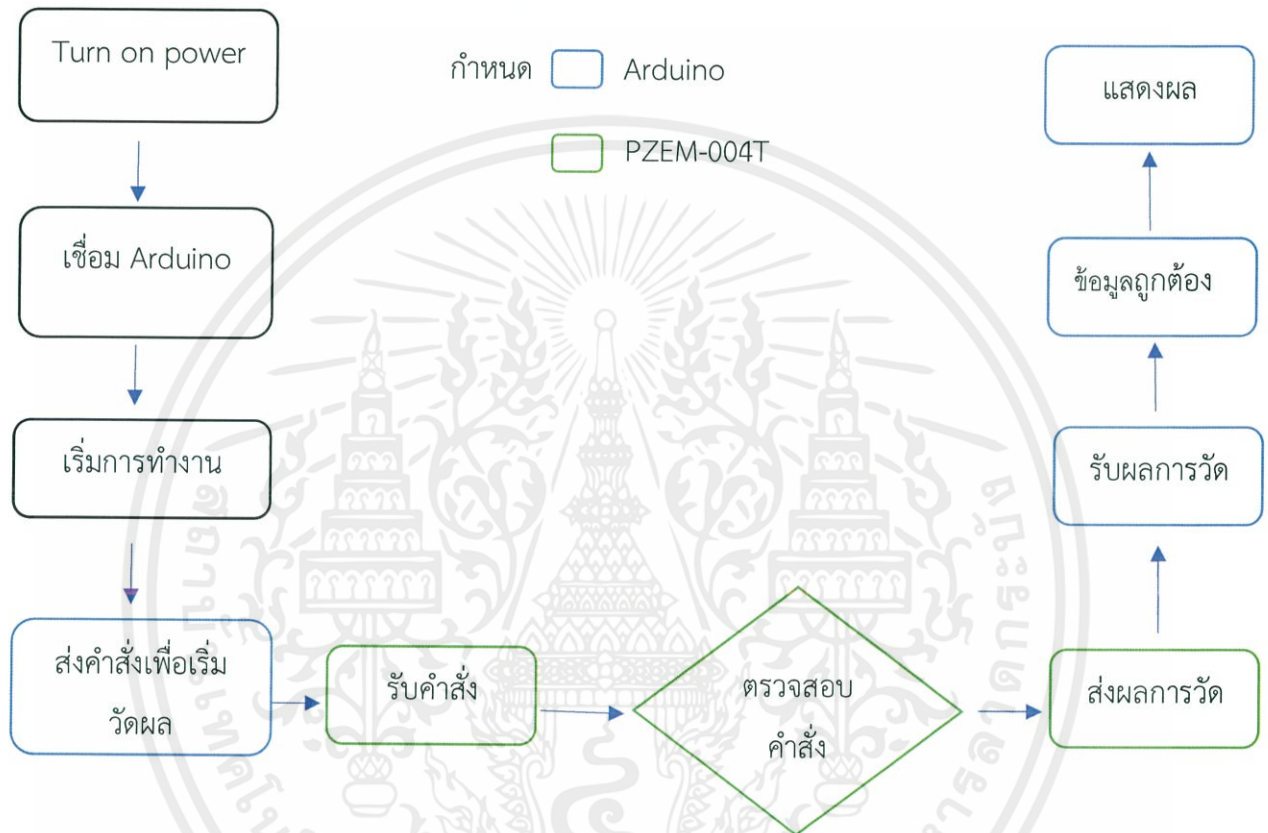 Turn on power
กำหนด
Arduino
PZEM-004T
เชื่อม Arduino
เริ่มการทำงาน
ส่งคำสั่งเพื่อเริ่ม
วัดผล
รับคำสั่ง
ตรวจสอบ
คำสั่ง
ส่งผลการวัด
รับผลการวัด
ข้อมูลถูกต้อง
แสดงผล